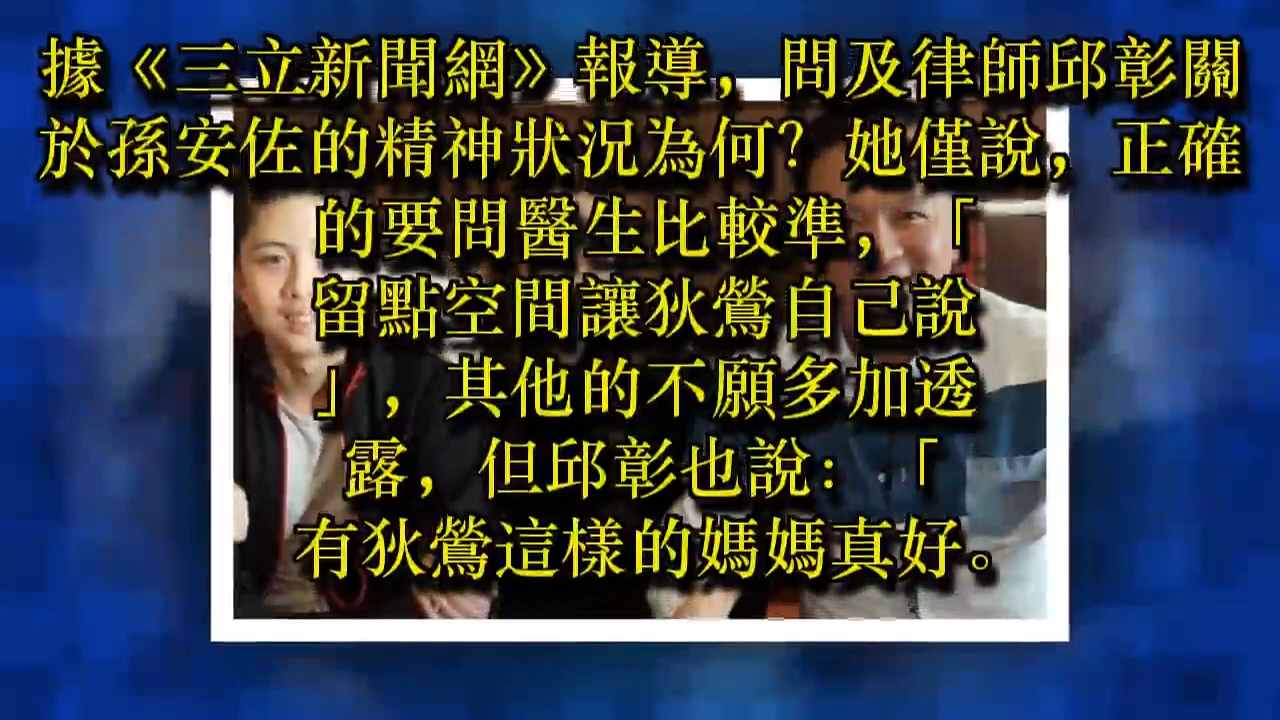 據《三立新聞網》報導，問及律師邱彰關
於孫安佐的精神狀況為何？她僅說，正確
的要問醫生比較準，「
留點空間讓狄鶯自己說
」，其他的不願多加透
露，但邱彰也說：「
有狄鶯這樣的媽媽真好。